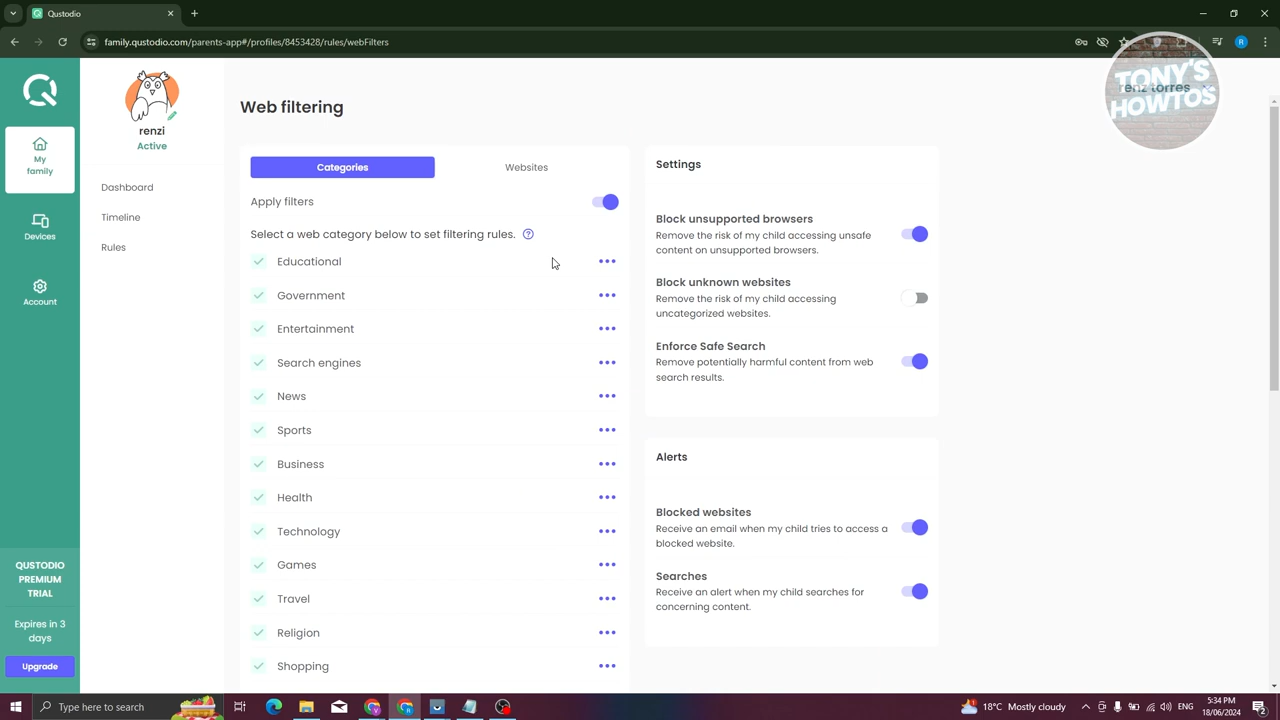 Qustodio
family.qustodio.com/parents-app#/profiles/8453428/rules/webFilters
R
renz torres
TONY'S
HOWTOS
My
family
Devices
Account
QUSTODIO
PREMIUM
TRIAL
Expires in 3
days
Upgrade
renzi
Active
Dashboard
Timeline
Rules
Web filtering
Categories
Websites
Apply filters
Select a web category below to set filtering rules.
Educational
Government
Entertainment
Search engines
News
Sports
Business
Health
Technology
Games
Travel
Religion
Shopping
Settings
Block unsupported browsers
Remove the risk of my child accessing unsafe
content on unsupported browsers.
Block unknown websites
Remove the risk of my child accessing
uncategorized websites.
Enforce Safe Search
Remove potentially harmful content from web
search results.
Alerts
Blocked websites
Receive an email when my child tries to access a
blocked website.
Searches
Receive an alert when my child searches for
concerning content.
Type here to search
18°C Mostly cloudy
ENG
5:34 PM
18/06/2024
2